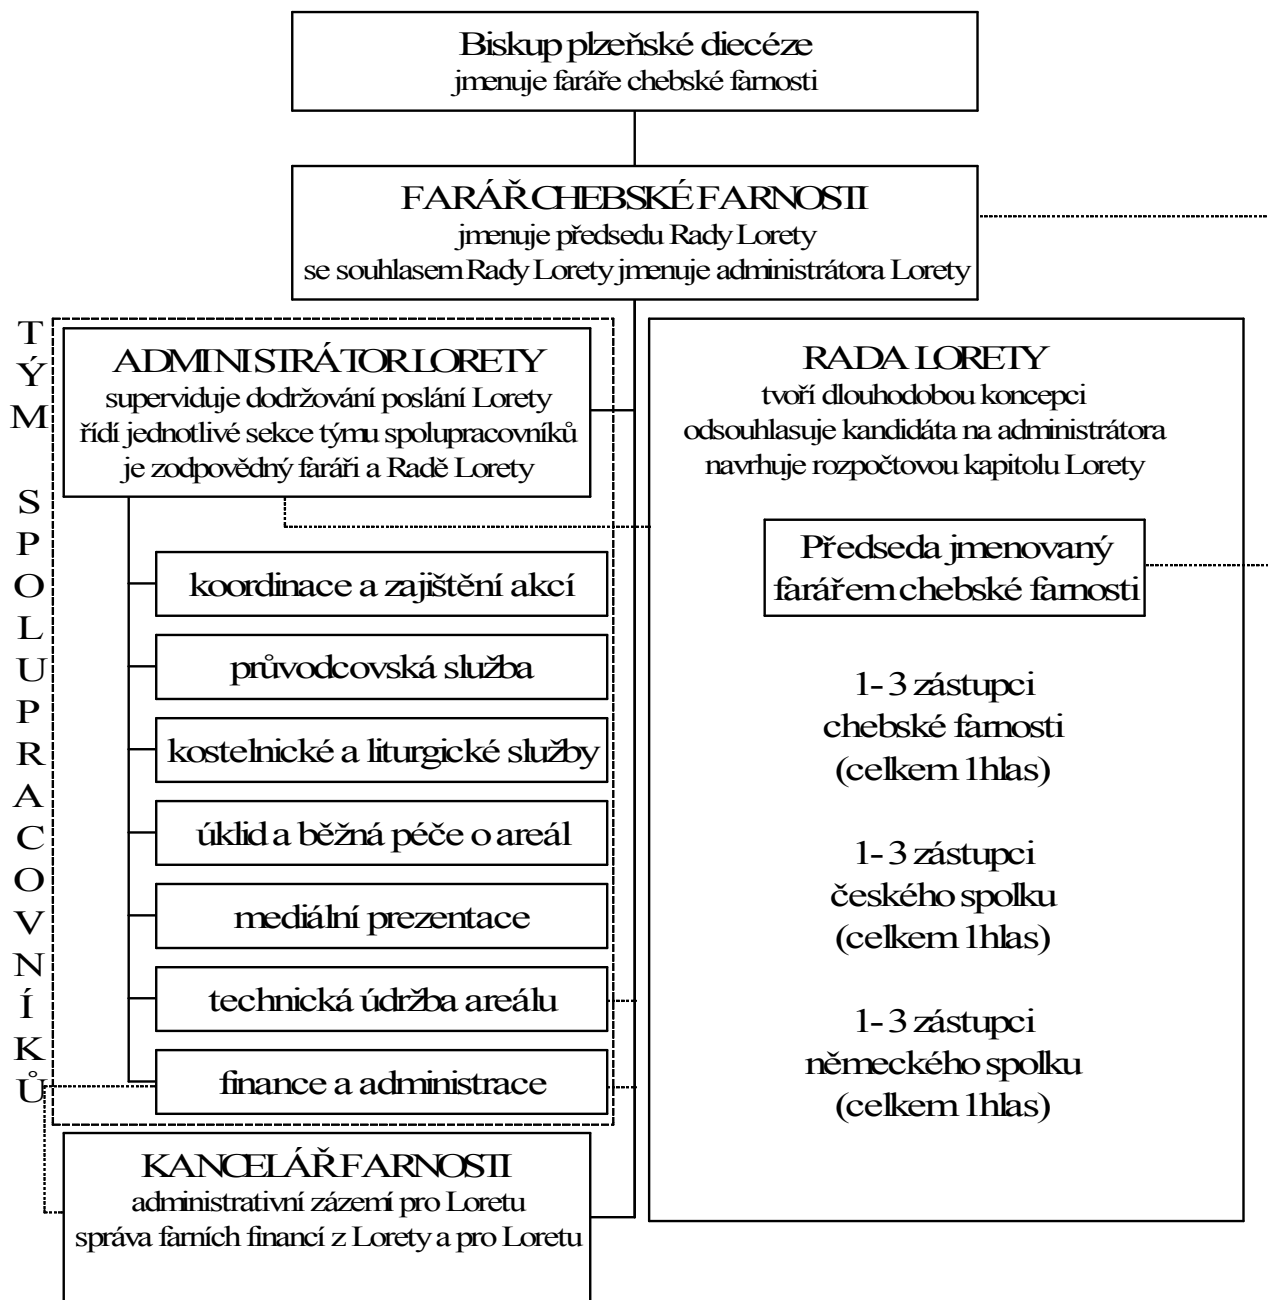 Biskup plzeňské diecéze
jmenuje faráře chebské farnosti
FARÁŘ CHEBSKÉ FARNOSTI
jmenuje předsedu Rady Lorety
se souhlasem Rady Lorety jmenuje administrátora Lorety
TÝM SPOLUPRACOVNÍKŮ
ADMINISTRÁTOR LORETY
superviduje dodržování poslání Lorety
řídí jednotlivé sekce týmu spolupracovníků
je zodpovědný faráři a Radě Lorety
koordinace a zajištění akcí
průvodcovská služba
kostelnické a liturgické služby
úklid a běžná péče o areál
mediální prezentace
technická údržba areálu
finance a administrace
KANCELÁŘ FARNOSTI
administrativní zázemí pro Loretu
správa farních financí z Lorety a pro Loretu
RADA LORETY
tvoří dlouhodobou koncepci
odsouhlasuje kandidáta na administrátora
navrhuje rozpočtovou kapitolu Lorety
Předseda jmenovaný
farářem chebské farnosti
1- 3 zástupci
chebské farnosti
(celkem 1hlas)
1- 3 zástupci
českého spolku
(celkem 1hlas)
1- 3 zástupci
německého spolku
(celkem 1hlas)